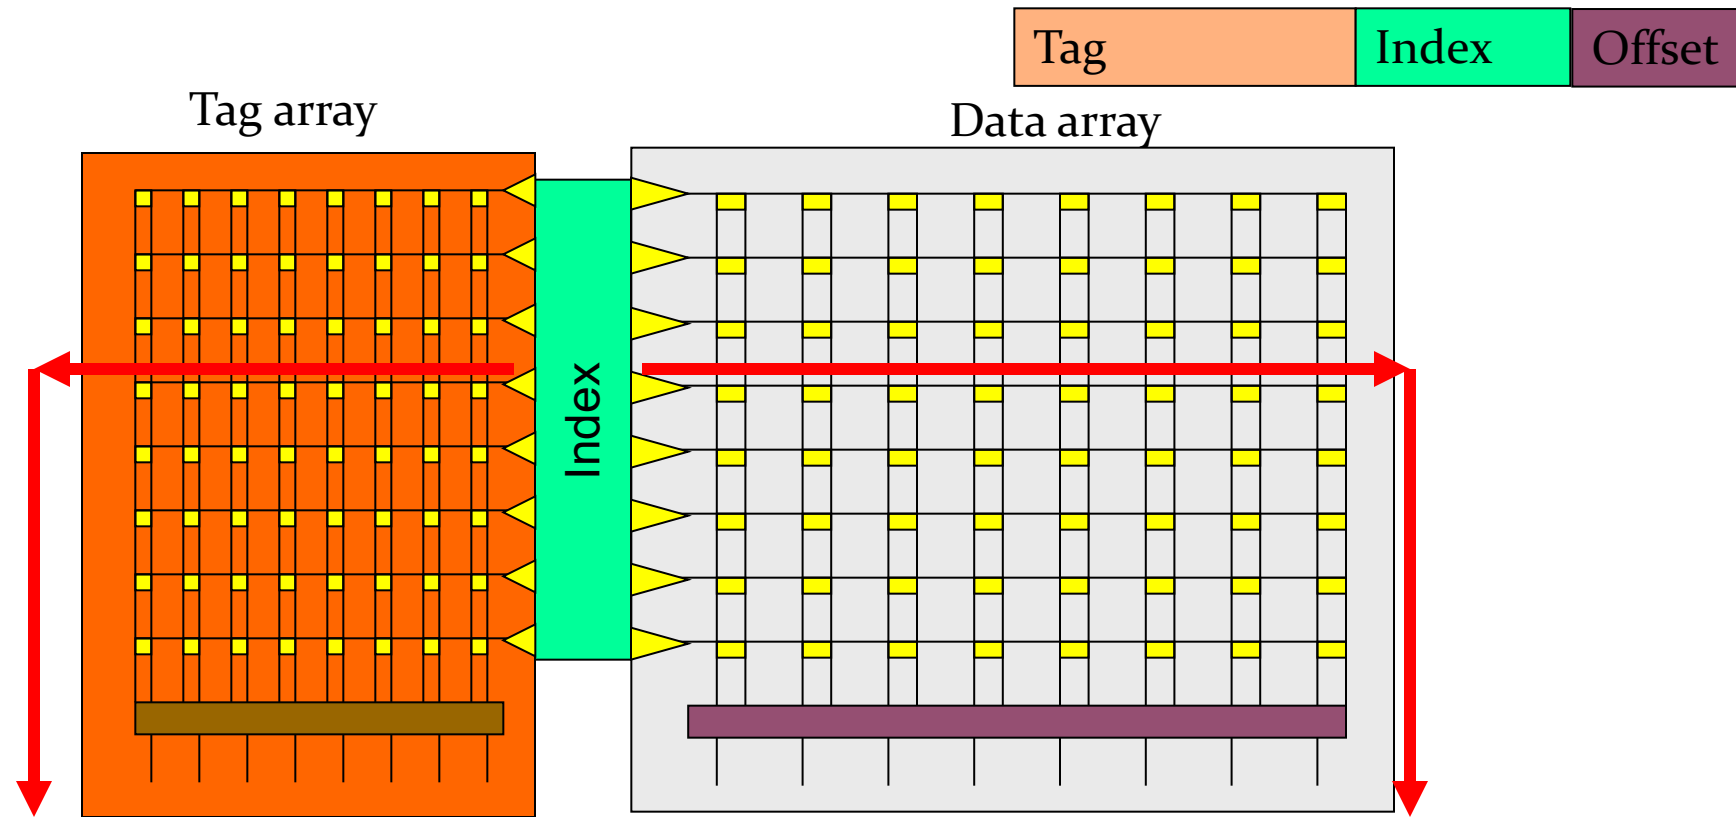 Tag
Index
Offset
Tag array
Data array
Index